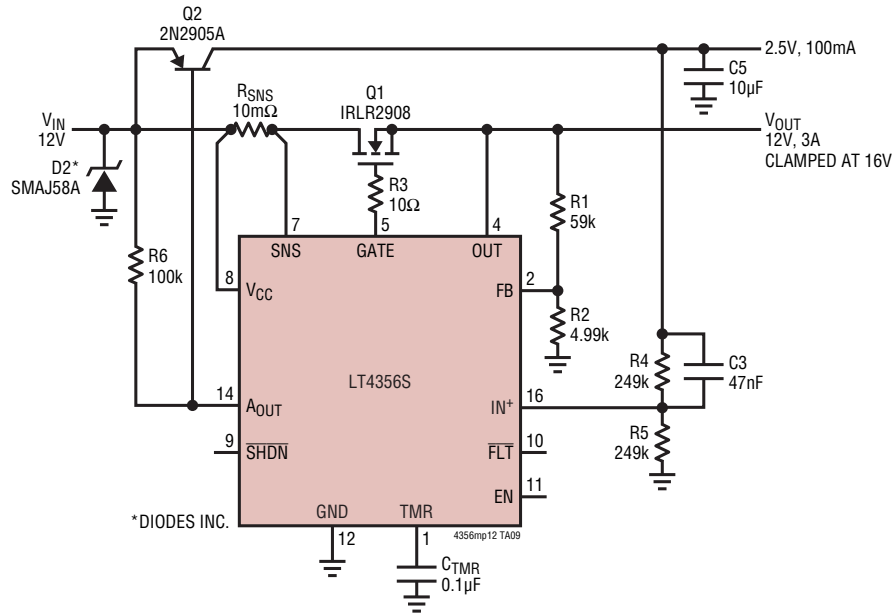 Q2
2N2905A
2.5V, 100mA
C5
10µF
RSNS
10mΩ
Q1
IRLR2908
VIN
12V
VOUT
12V, 3A
CLAMPED AT 16V
D2*
SMAJ58A
R3
10Ω
R1
59k
7
5
4
SNS
GATE
OUT
R6
100k
8
VCC
2
FB
R2
4.99k
LT4356S
R4
249k
C3
47nF
14
AOUT
16
IN+
9
SHDN
10
FLT
R5
249k
11
EN
*DIODES INC.
GND
TMR
4356mp12 TA09
12
1
CTMR
0.1µF